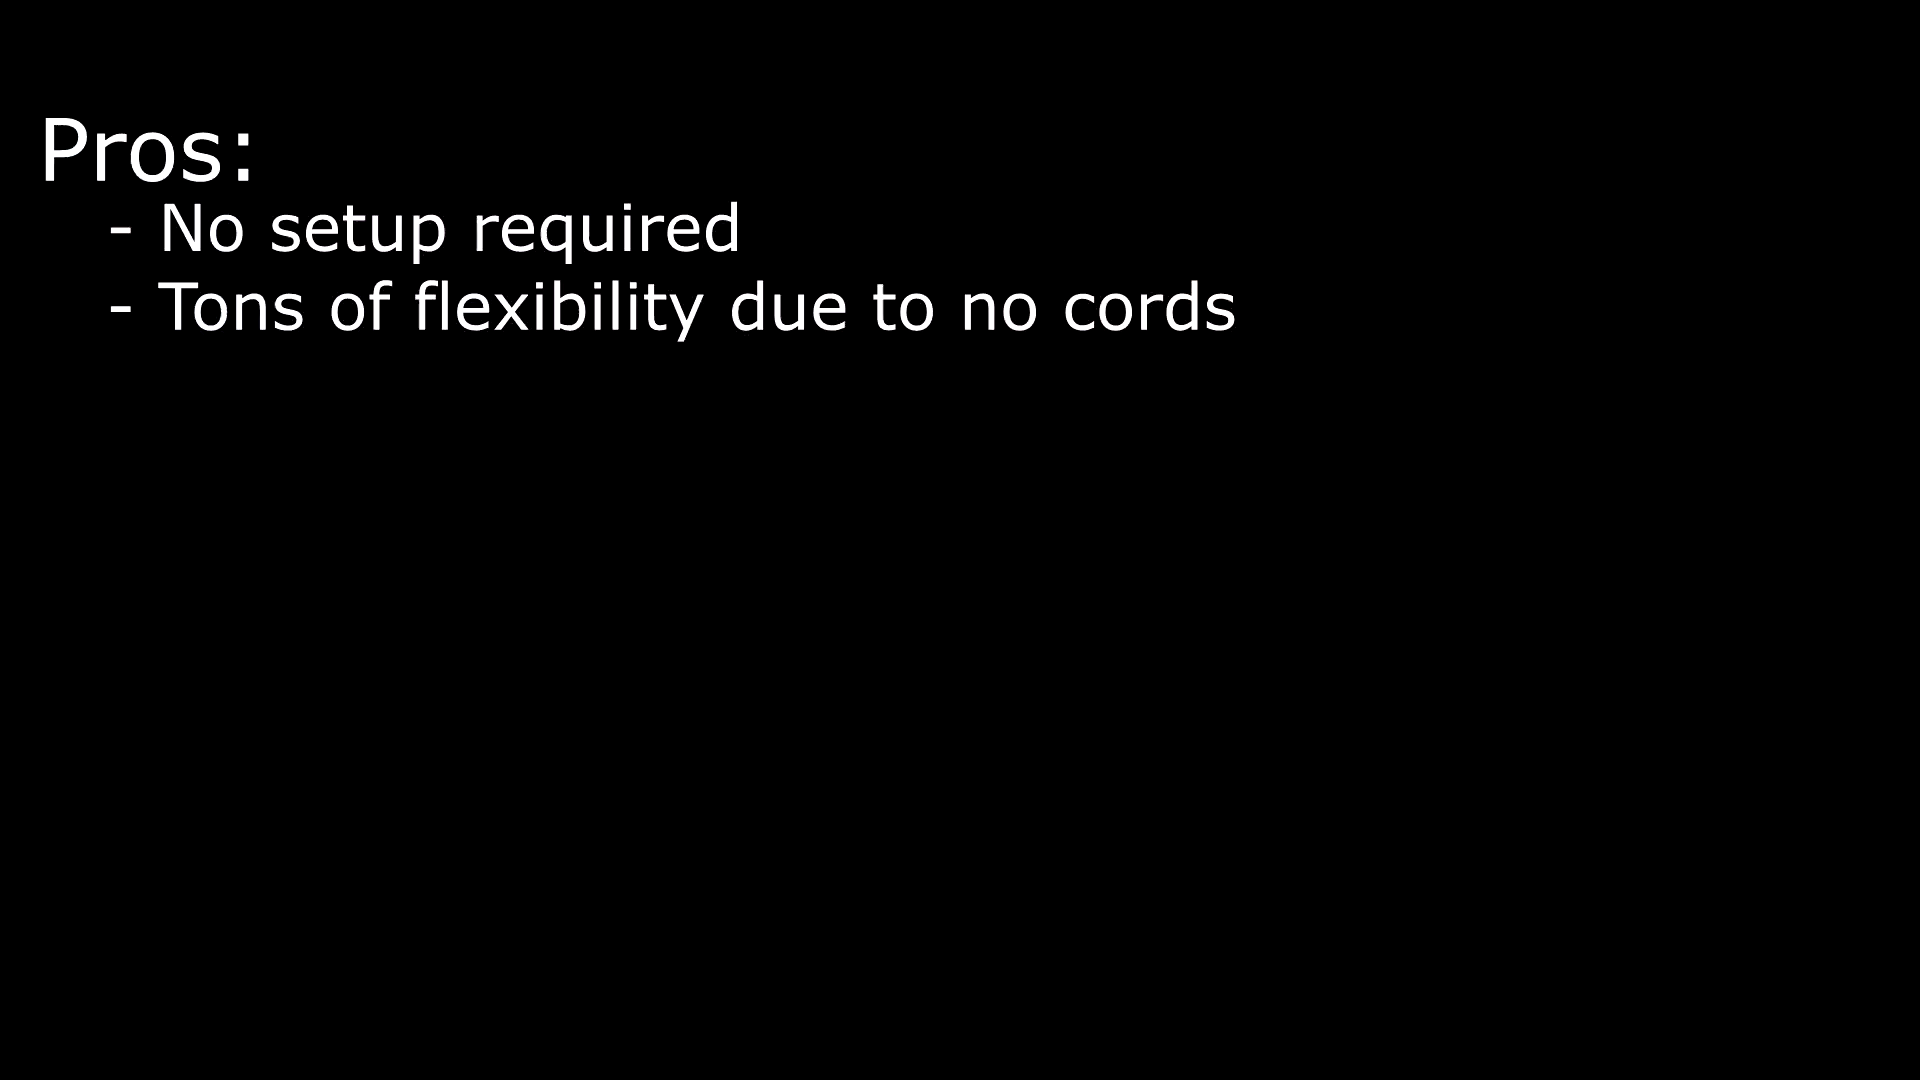 Pros:
- No setup required
- Tons of flexibility due to no cords